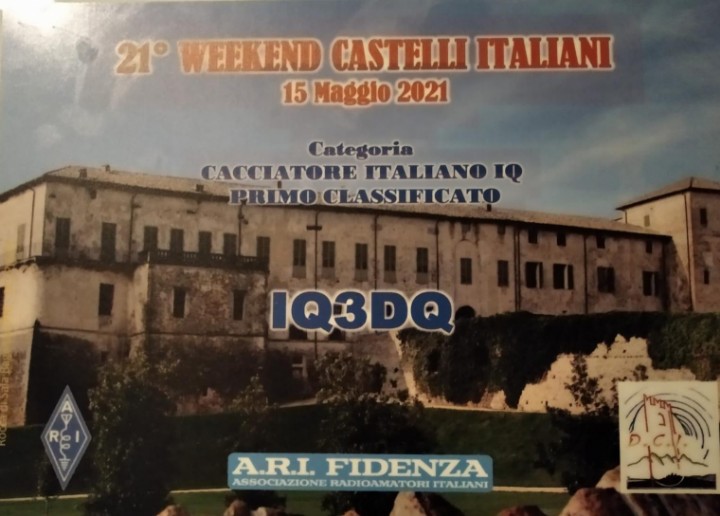 21° WEEKEND CASTELLI ITALIANI
15 Maggio 2021
Categoria
CACCIATORE ITALIANO IQ
PRIMO CLASSIFICATO
IQ3DQ
A
R I
D.C.I.
A.R.I. FIDENZA
ASSOCIAZIONE RADIOAMATORI ITALIANI